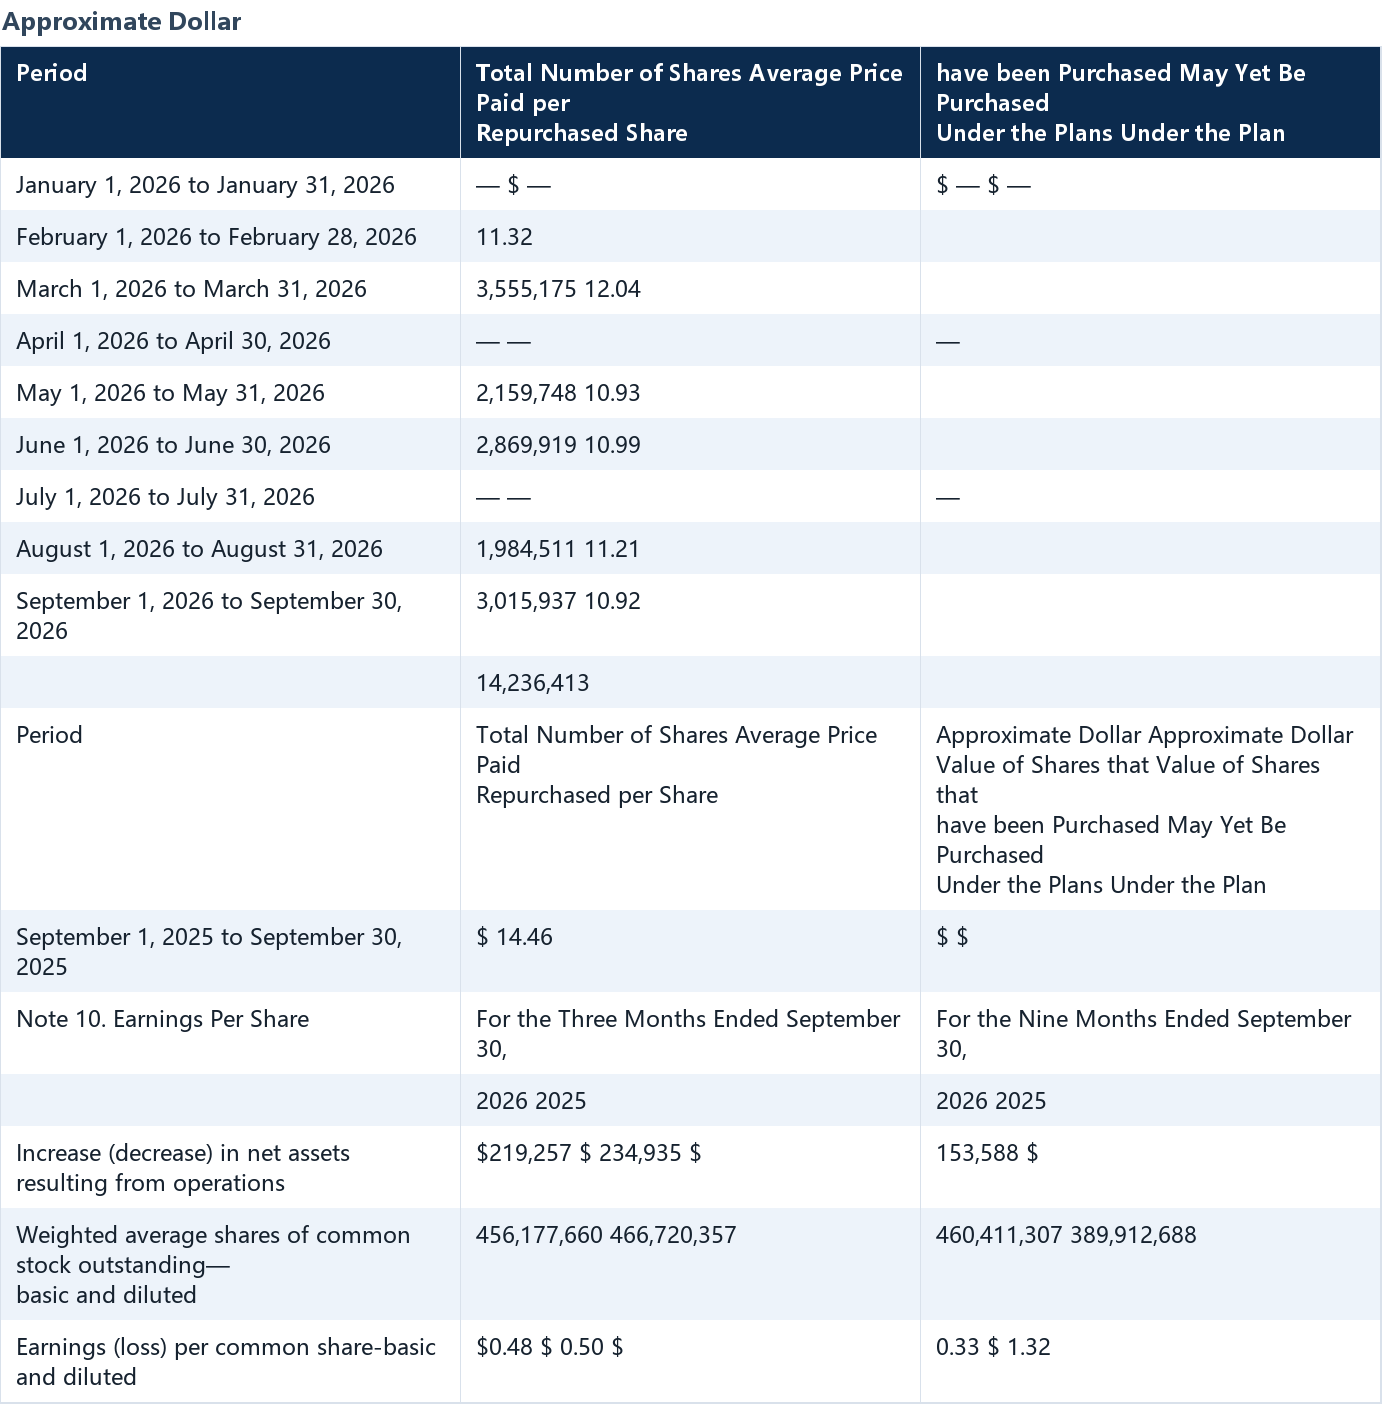 Approximate Dollar
Period
Total Number of Shares Average Price
Paid per
Repurchased Share
have been Purchased May Yet Be
Purchased
Under the Plans Under the Plan
January 1, 2026 to January 31, 2026
— $ —
$ — $ —
February 1, 2026 to February 28, 2026
11.32
March 1, 2026 to March 31, 2026
3,555,175 12.04
April 1, 2026 to April 30, 2026
— —
—
May 1, 2026 to May 31, 2026
2,159,748 10.93
June 1, 2026 to June 30, 2026
2,869,919 10.99
July 1, 2026 to July 31, 2026
— —
—
August 1, 2026 to August 31, 2026
1,984,511 11.21
September 1, 2026 to September 30,
2026
3,015,937 10.92
14,236,413
Period
Total Number of Shares Average Price
Paid
Repurchased per Share
Approximate Dollar Approximate Dollar
Value of Shares that Value of Shares
that
have been Purchased May Yet Be
Purchased
Under the Plans Under the Plan
September 1, 2025 to September 30,
2025
$ 14.46
$ $
Note 10. Earnings Per Share
For the Three Months Ended September
30,
For the Nine Months Ended September
30,
2026 2025
2026 2025
Increase (decrease) in net assets
resulting from operations
$219,257 $ 234,935 $
153,588 $
Weighted average shares of common
stock outstanding—
basic and diluted
456,177,660 466,720,357
460,411,307 389,912,688
Earnings (loss) per common share-basic
and diluted
$0.48 $ 0.50 $
0.33 $ 1.32